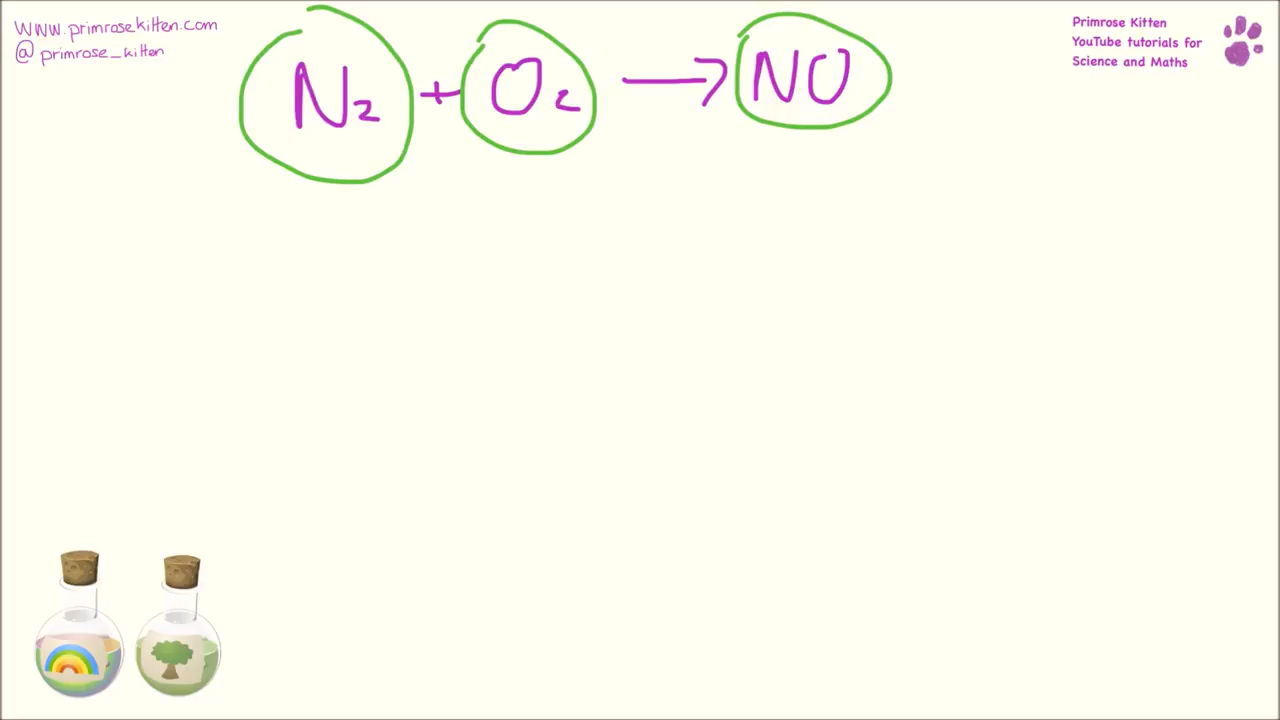 www.primrosekitten.com
@primrose_kitten
N₂ + O₂ → NO
Primrose Kitten
YouTube tutorials for
Science and Maths